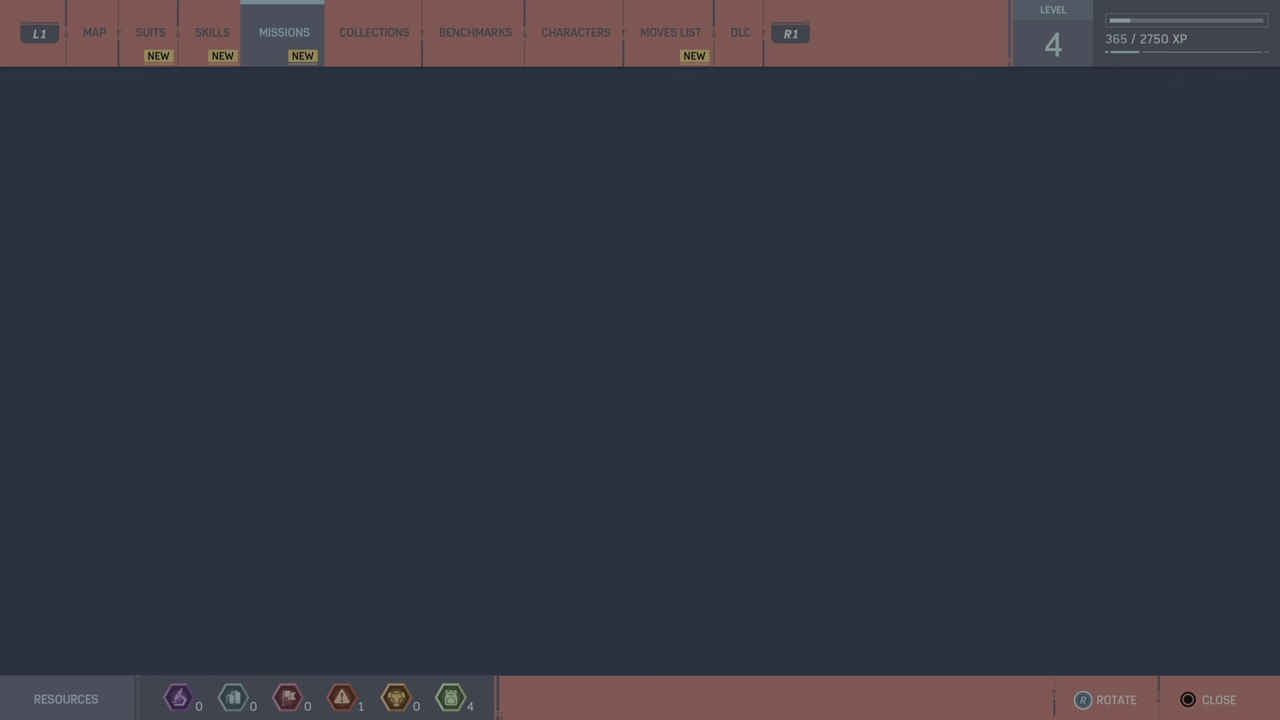 L1
MAP
SUITS
NEW
SKILLS
NEW
MISSIONS
NEW
COLLECTIONS
BENCHMARKS
CHARACTERS
MOVES LIST
NEW
DLC
R1
LEVEL
4
365 / 2750 XP
RESOURCES
0
0
0
1
0
4
R ROTATE
CLOSE